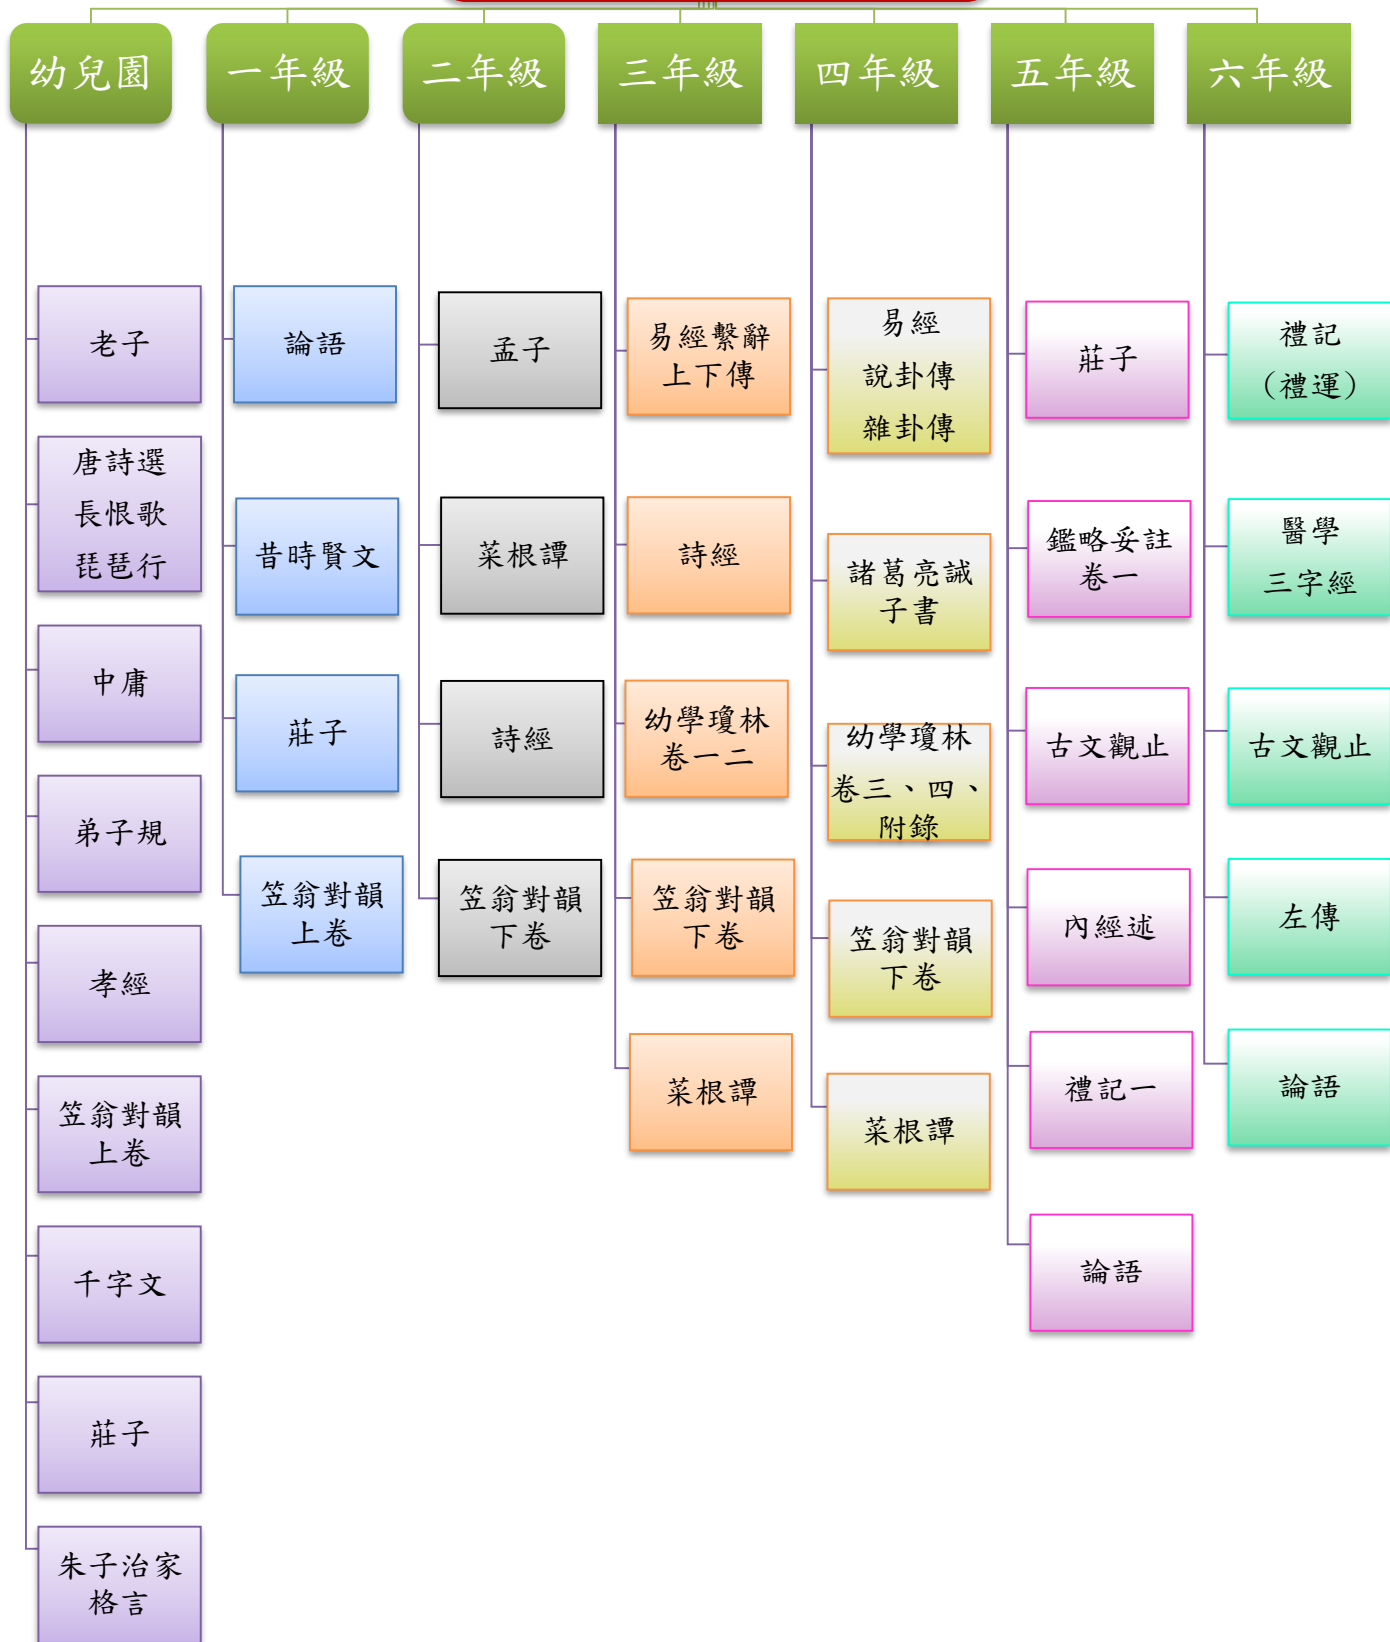 幼兒園
一年級
二年級
三年級
四年級
五年級
六年級
老子
唐詩選
長恨歌
琵琶行
中庸
弟子規
孝經
笠翁對韻
上卷
千字文
莊子
朱子治家
格言
論語
昔時賢文
莊子
笠翁對韻
上卷
孟子
菜根譚
詩經
笠翁對韻
下卷
易經繫辭
上下傳
詩經
幼學瓊林
卷一二
笠翁對韻
下卷
菜根譚
易經
說卦傳
雜卦傳
諸葛亮誡
子書
幼學瓊林
卷三、四、
附錄
笠翁對韻
下卷
菜根譚
莊子
鑑略妥註
卷一
古文觀止
內經述
禮記一
論語
禮記
（禮運）
醫學
三字經
古文觀止
左傳
論語